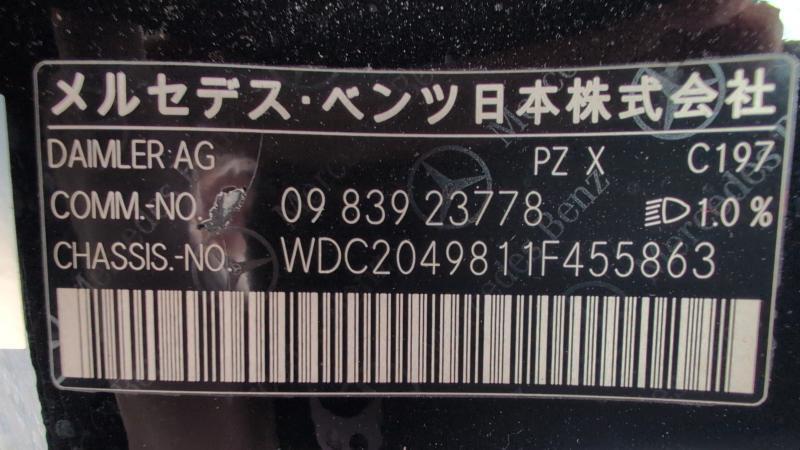 メルセデス・ベンツ日本株式会社
DAIMLER AG PZ X C197
COMM.-NO. 09 839 23778 1.0%
CHASSIS.-NO. WDC2049811F455863